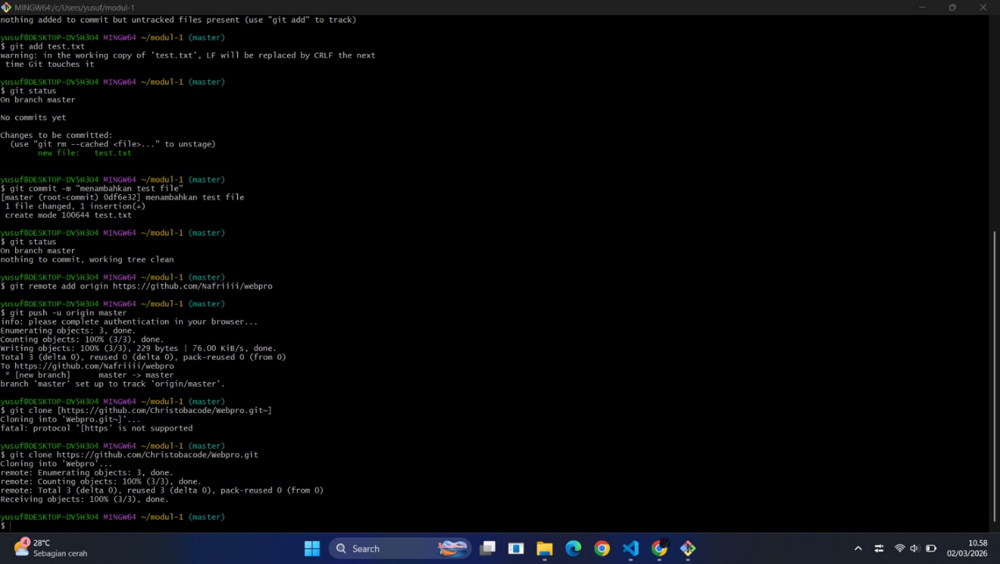 MINGW64:/c/Users/yusuf/modul-1
nothing added to commit but untracked files present (use "git add" to track)
yusuf@DESKTOP-DV5H3O4 MINGW64 ~/modul-1 (master)
$ git add test.txt
warning: in the working copy of 'test.txt', LF will be replaced by CRLF the next
 time Git touches it
yusuf@DESKTOP-DV5H3O4 MINGW64 ~/modul-1 (master)
$ git status
On branch master
No commits yet
Changes to be committed:
  (use "git rm --cached <file>..." to unstage)
        new file:   test.txt
yusuf@DESKTOP-DV5H3O4 MINGW64 ~/modul-1 (master)
$ git commit -m "menambahkan test file"
[master (root-commit) 0df6e32] menambahkan test file
 1 file changed, 1 insertion(+)
 create mode 100644 test.txt
yusuf@DESKTOP-DV5H3O4 MINGW64 ~/modul-1 (master)
$ git status
On branch master
nothing to commit, working tree clean
yusuf@DESKTOP-DV5H3O4 MINGW64 ~/modul-1 (master)
$ git remote add origin https://github.com/Nafriiii/webpro
yusuf@DESKTOP-DV5H3O4 MINGW64 ~/modul-1 (master)
$ git push -u origin master
info: please complete authentication in your browser...
Enumerating objects: 3, done.
Counting objects: 100% (3/3), done.
Writing objects: 100% (3/3), 229 bytes | 76.00 KiB/s, done.
Total 3 (delta 0), reused 0 (delta 0), pack-reused 0 (from 0)
To https://github.com/Nafriiii/webpro
 * [new branch]      master -> master
branch 'master' set up to track 'origin/master'.
yusuf@DESKTOP-DV5H3O4 MINGW64 ~/modul-1 (master)
$ git clone [https://github.com/Christobacode/Webpro.git~]
Cloning into 'Webpro.git~]'...
fatal: protocol '[https' is not supported
yusuf@DESKTOP-DV5H3O4 MINGW64 ~/modul-1 (master)
$ git clone https://github.com/Christobacode/Webpro.git
Cloning into 'Webpro'...
remote: Enumerating objects: 3, done.
remote: Counting objects: 100% (3/3), done.
remote: Total 3 (delta 0), reused 3 (delta 0), pack-reused 0 (from 0)
Receiving objects: 100% (3/3), done.
yusuf@DESKTOP-DV5H3O4 MINGW64 ~/modul-1 (master)
$
4
28°C
Sebagian cerah
Search
10.58
02/03/2026